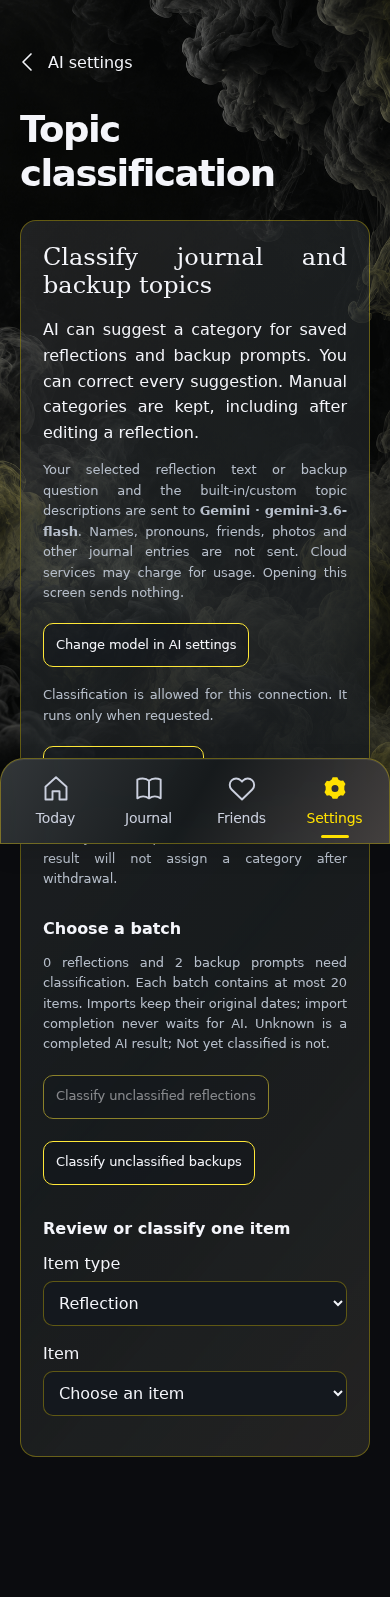 AI settings
Topic
classification
Classify journal and
backup topics
AI can suggest a category for saved
reflections and backup prompts. You
can correct every suggestion. Manual
categories are kept, including after
editing a reflection.
Your selected reflection text or backup
question and the built-in/custom topic
descriptions are sent to Gemini · gemini-3.6-
flash. Names, pronouns, friends, photos and
other journal entries are not sent. Cloud
services may charge for usage. Opening this
screen sends nothing.
Change model in AI settings
Classification is allowed for this connection. It
runs only when requested.
Today
Journal
Friends
Settings
result will not assign a category after
withdrawal.
Choose a batch
0 reflections and 2 backup prompts need
classification. Each batch contains at most 20
items. Imports keep their original dates; import
completion never waits for AI. Unknown is a
completed AI result; Not yet classified is not.
Classify unclassified reflections
Classify unclassified backups
Review or classify one item
Item type
Reflection
Item
Choose an item